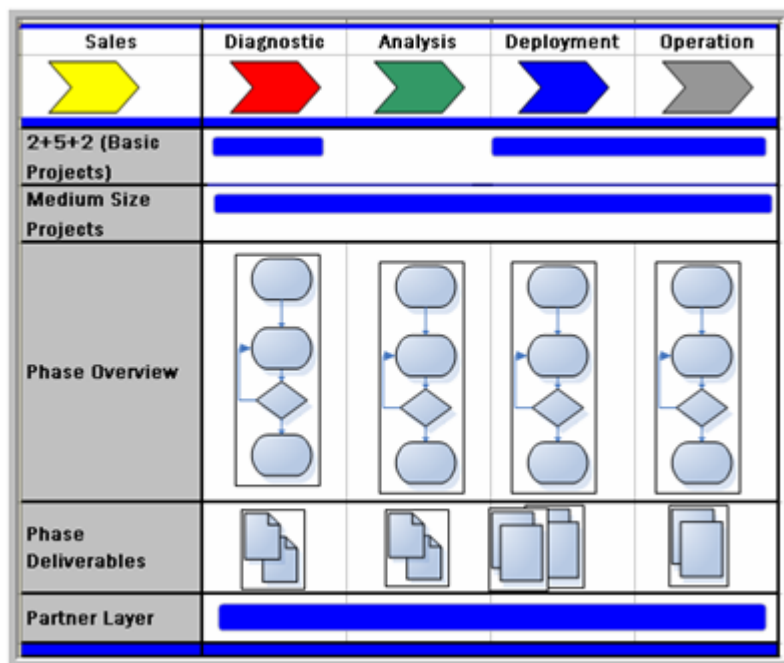 Sales Diagnostic Analysis Deployment Operation
2+5+2 (Basic
Projects)
Medium Size
Projects
Phase Overview
Phase
Deliverables
Partner Layer